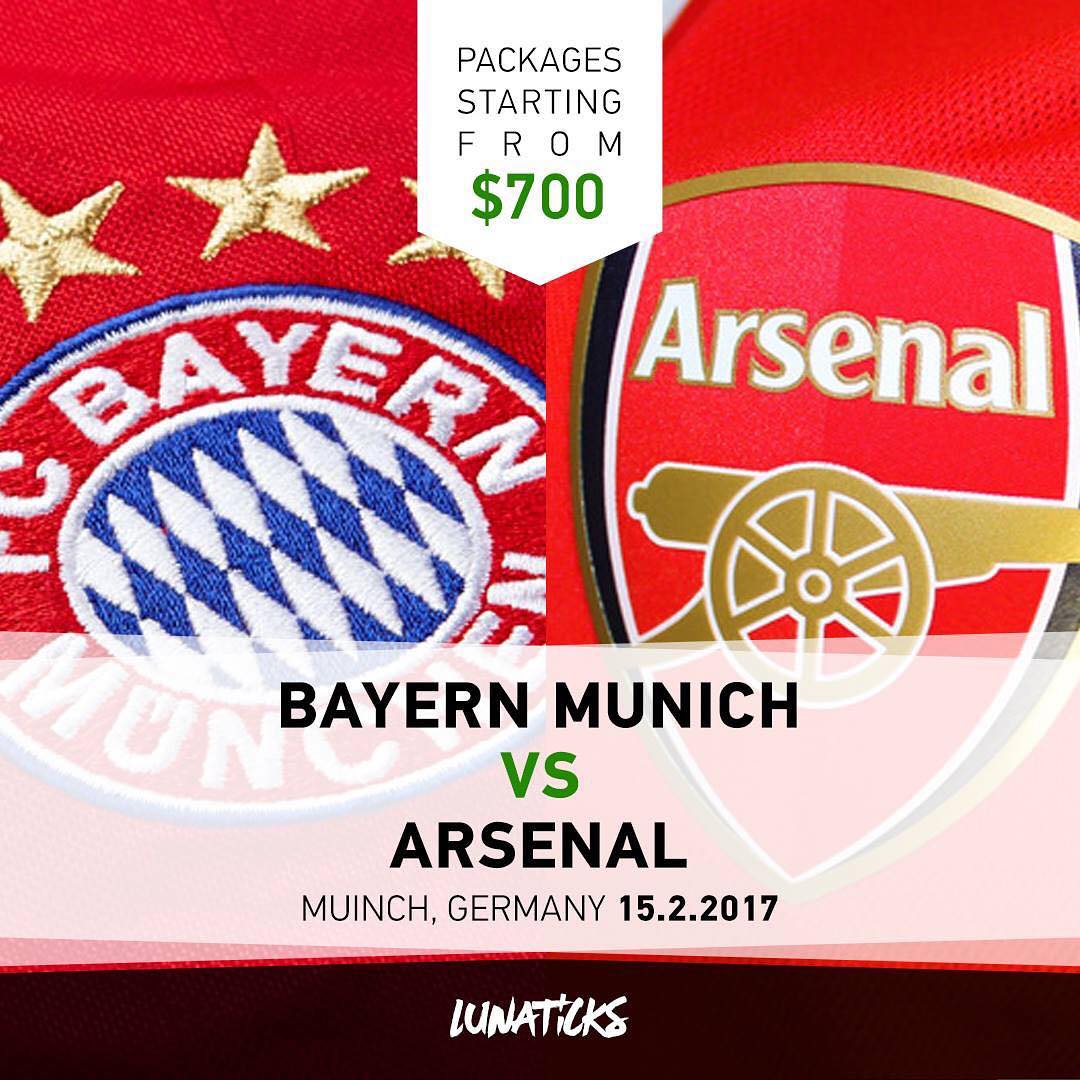 PACKAGES
STARTING
FROM
$700
FC BAYERN
MÜNCHEN
Arsenal
BAYERN MUNICH
VS
ARSENAL
MUINCH, GERMANY 15.2.2017
LUNATiCKS